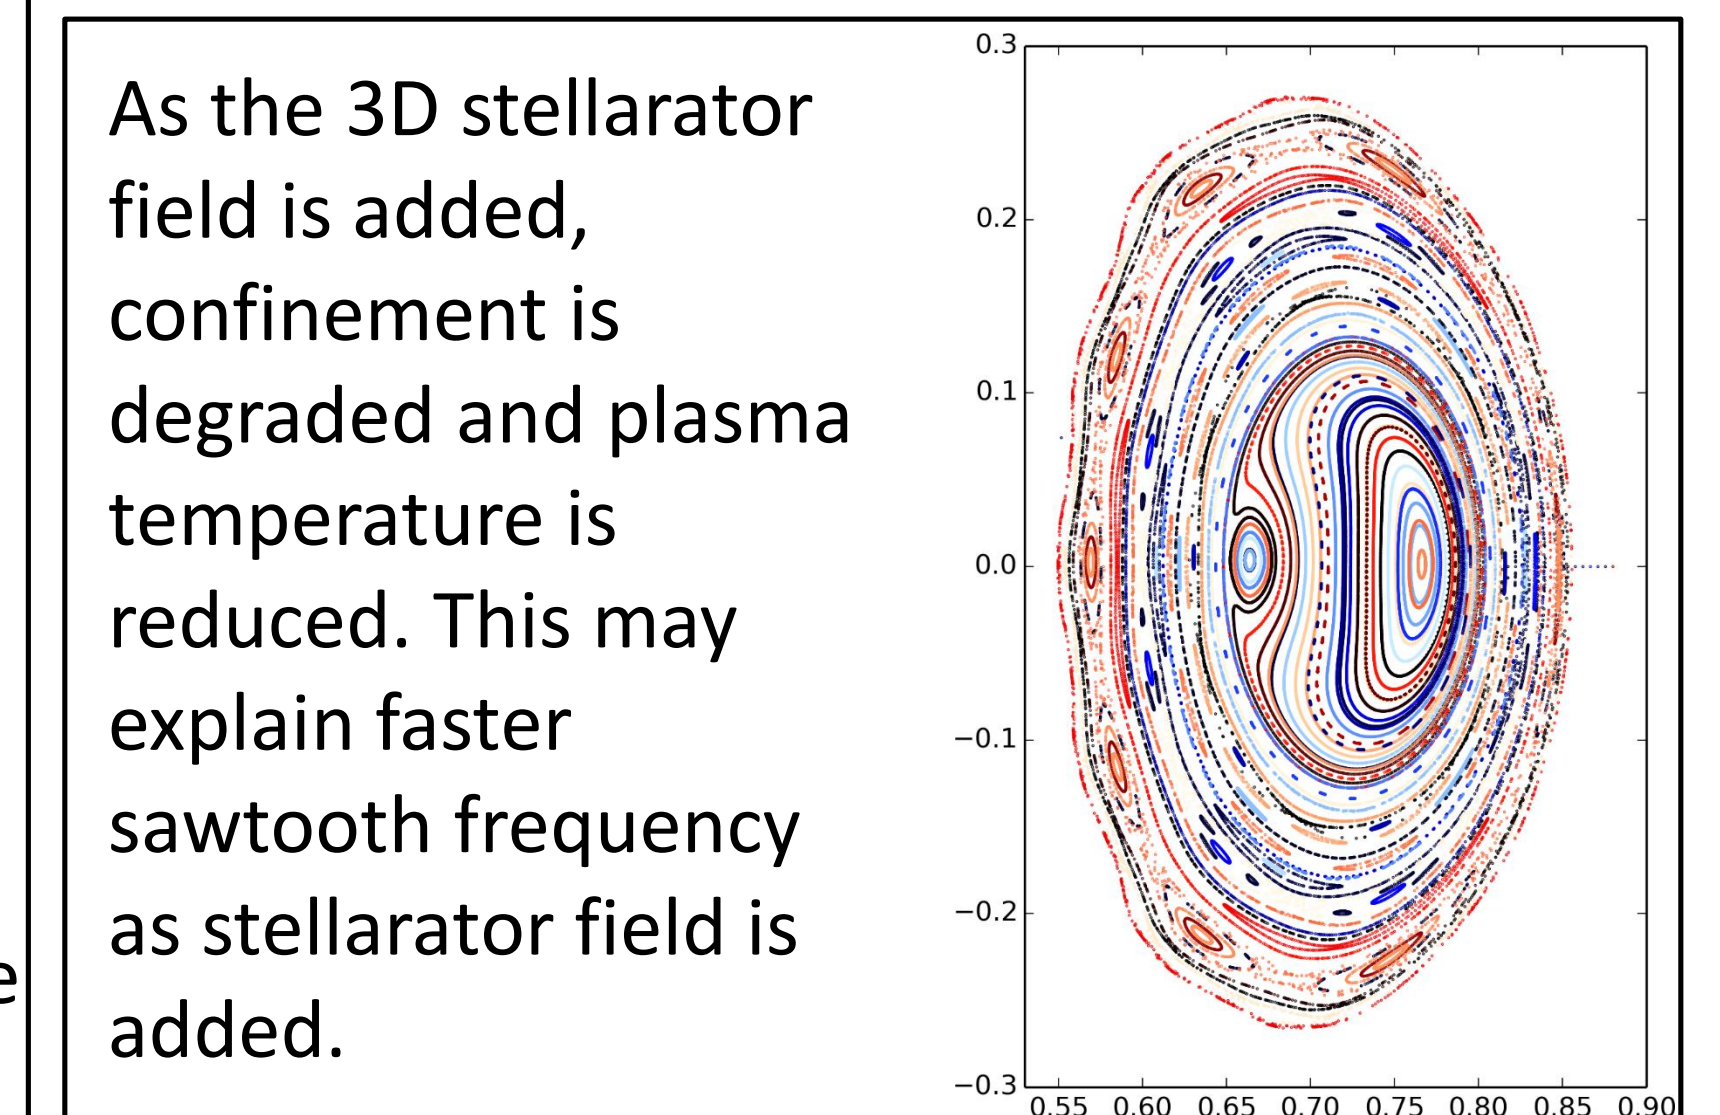 As the 3D stellarator
field is added,
confinement is
degraded and plasma
temperature is
reduced. This may
explain faster
sawtooth frequency
as stellarator field is
added.
e
0.3
0.2
0.1
0.0
−0.1
−0.2
−0.3
0.55 0.60 0.65 0.70 0.75 0.80 0.85 0.90